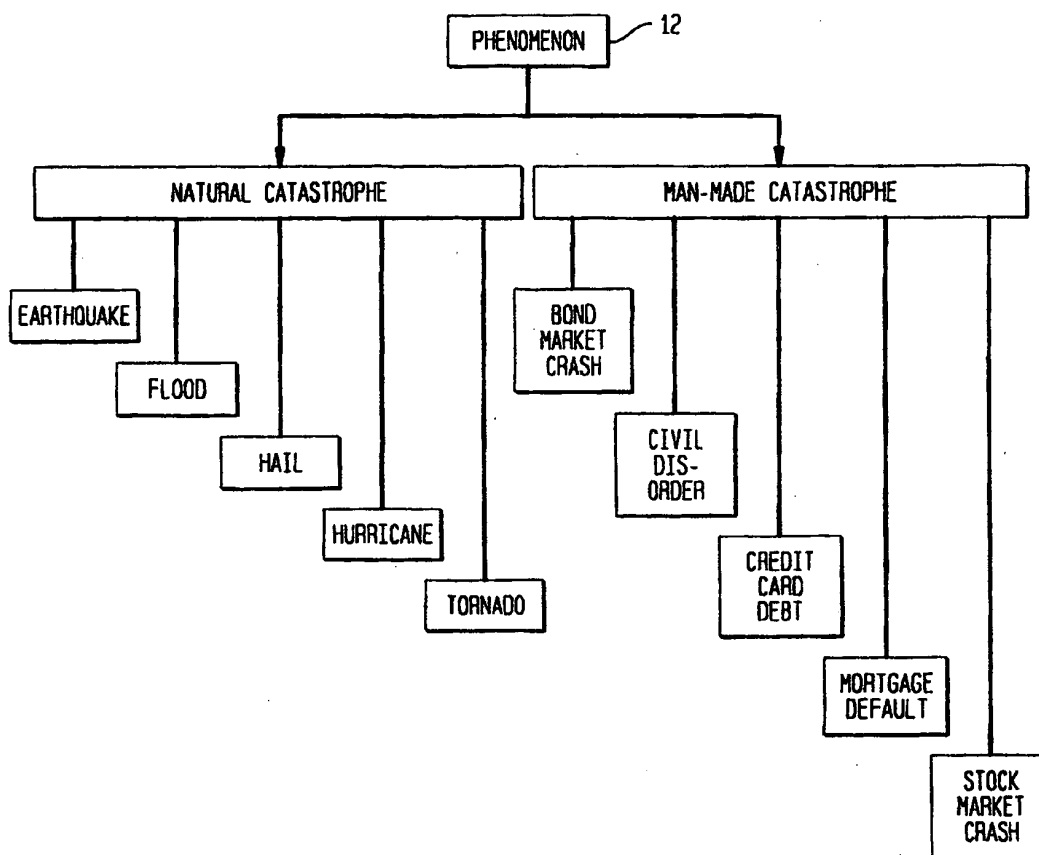 PHENOMENON
12
NATURAL CATASTROPHE
MAN-MADE CATASTROPHE
EARTHQUAKE
FLOOD
HAIL
HURRICANE
TORNADO
BOND
MARKET
CRASH
CIVIL
DIS-
ORDER
CREDIT
CARD
DEBT
MORTGAGE
DEFAULT
STOCK
MARKET
CRASH